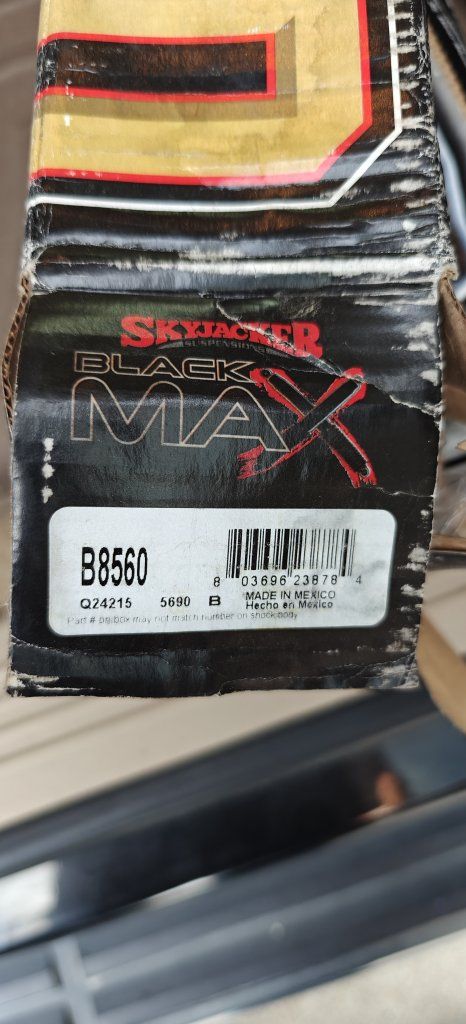 SKYJACKER
SUSPENSIONS
BLACK
MAX
B8560
8 03696 23878 4
Q24215 5690 B MADE IN MEXICO
Hecho en Mexico
Part # on box may not match number on shock body